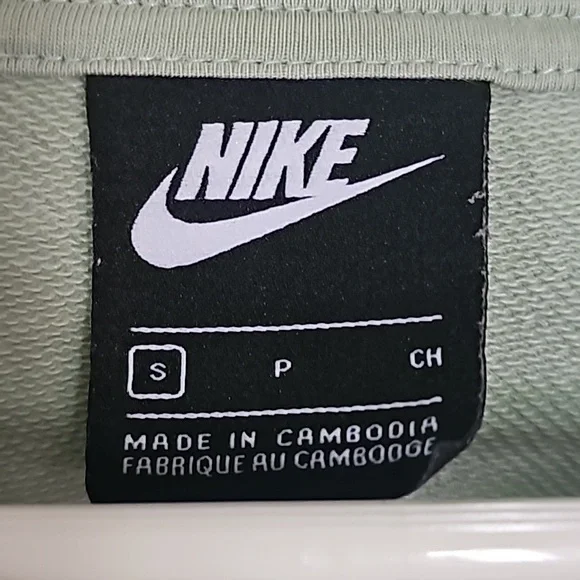 NIKE
S P CH
MADE IN CAMBODIA
FABRIQUE AU CAMBODGE